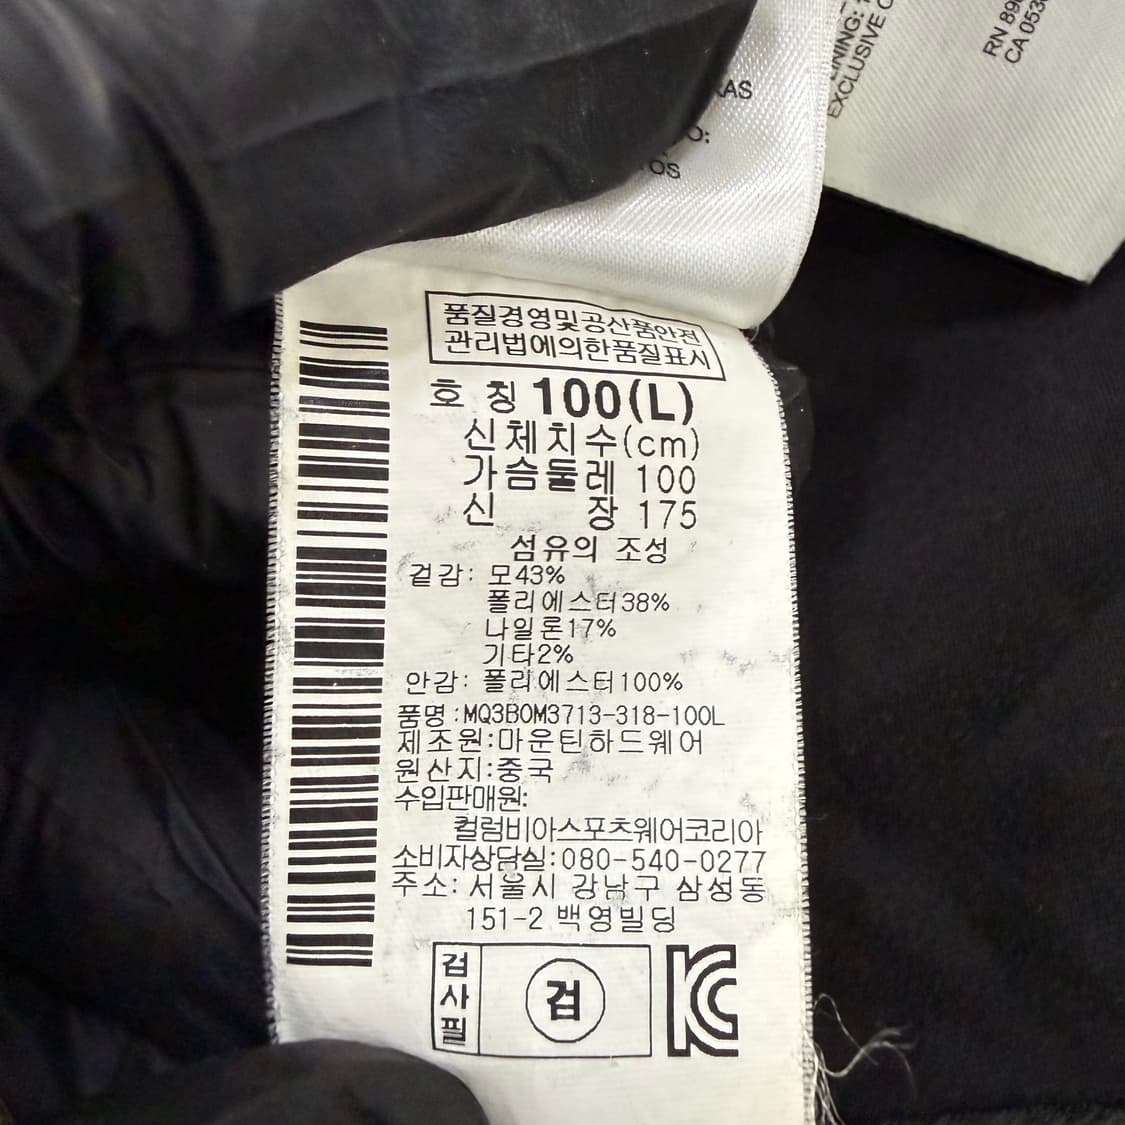 OS
LINING:
EXCLUSIVE
RN
CA 053
품질경영및공산품안전
관리법에의한품질표시
호 칭 100(L)
신체치수(cm)
가슴둘레 100
신 장 175
섬유의 조성
겉감: 모43%
폴리에스터38%
나일론17%
기타2%
안감: 폴리에스터100%
품명:MQ3BOM3713-318-100L
제조원:마운틴하드웨어
원산지:중국
수입판매원:
컬럼비아스포츠웨어코리아
소비자상담실:080-540-0277
주소: 서울시 강남구 삼성동
151-2 백영빌딩
검사필
검
KC